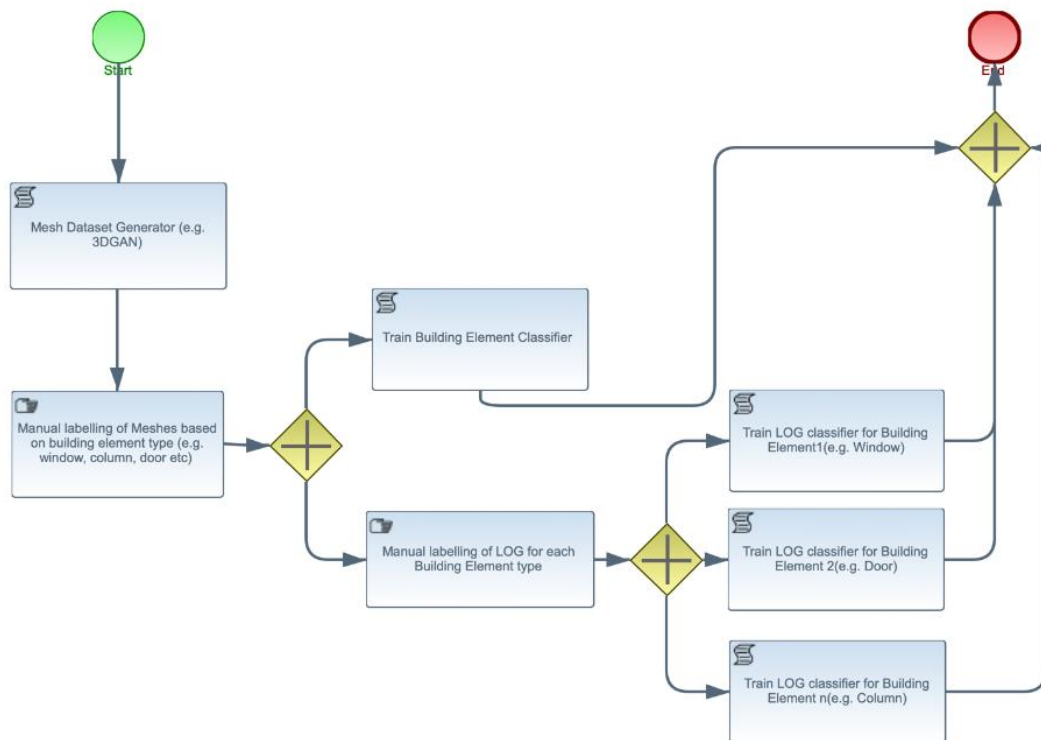 Start
End
Mesh Dataset Generator (e.g.
3DGAN)
Train Building Element Classifier
Manual labelling of Meshes based
on building element type (e.g.
window, column, door etc)
Train LOG classifier for Building
Element1(e.g. Window)
Manual labelling of LOG for each
Building Element type
Train LOG classifier for Building
Element 2(e.g. Door)
Train LOG classifier for Building
Element n(e.g. Column)